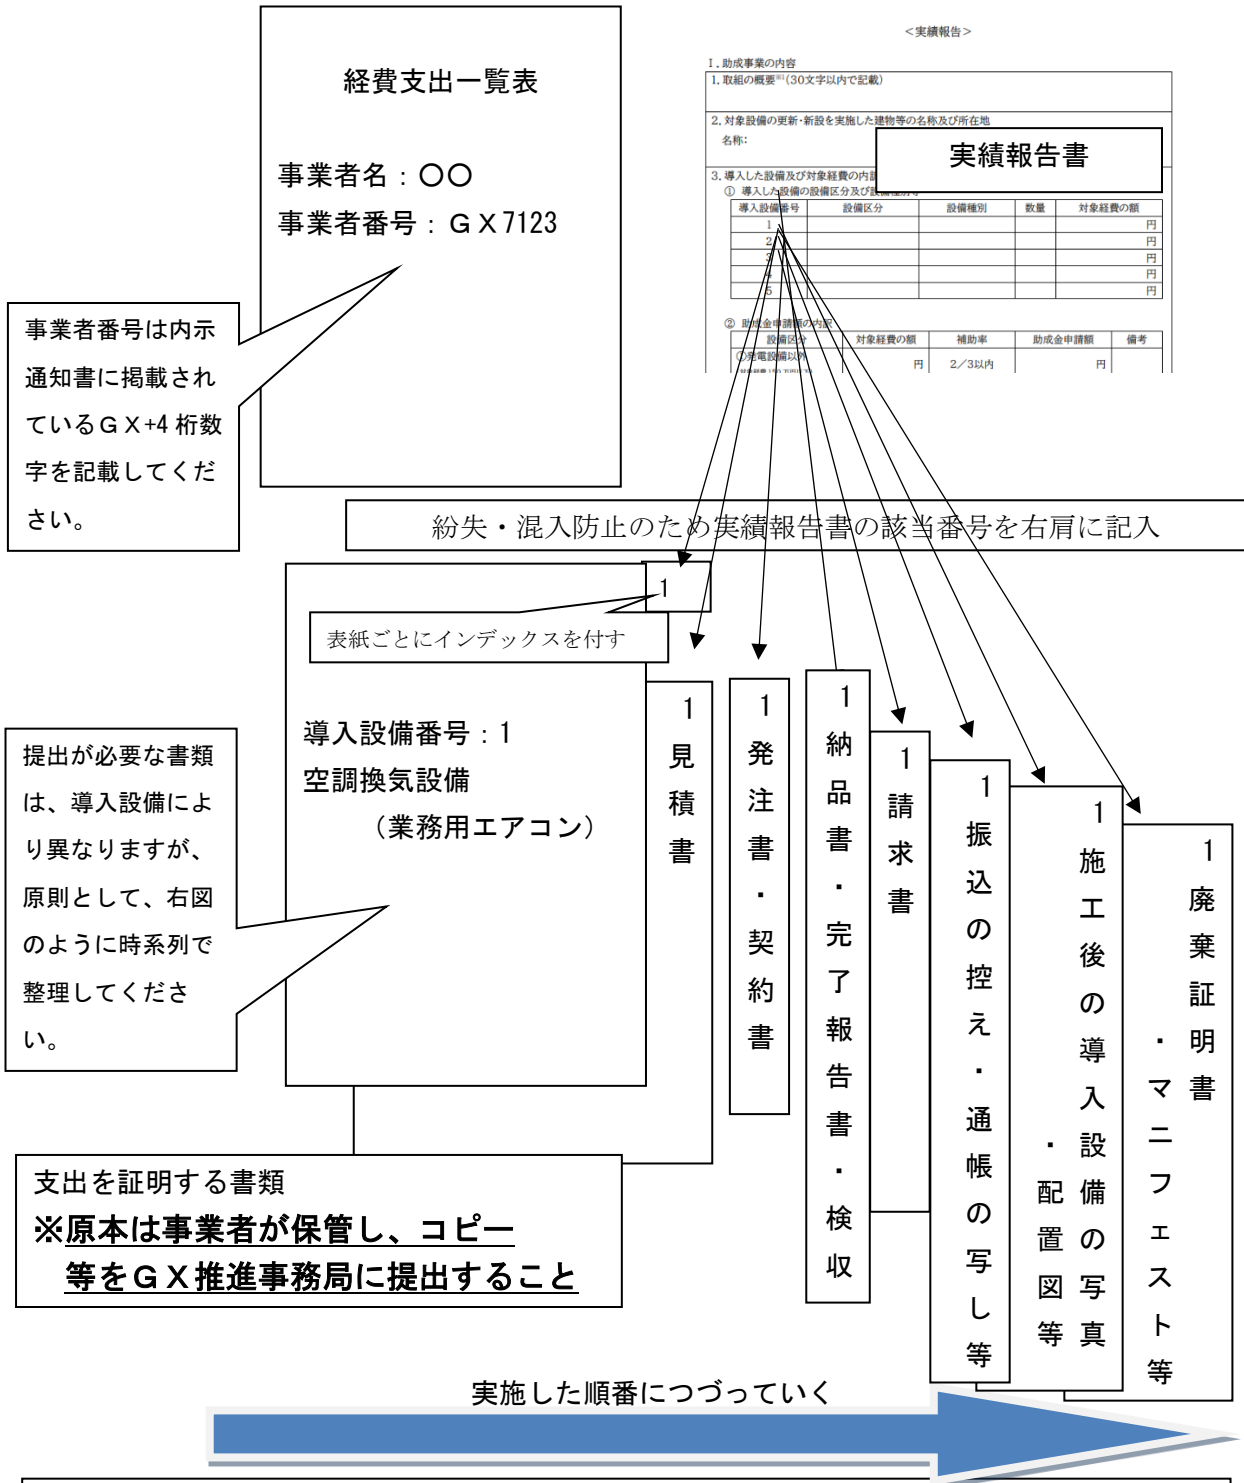 経費支出一覧表
事業者名：〇〇
事業者番号：ＧＸ7123
事業者番号は内示
通知書に掲載され
ているＧＸ+4 桁数
字を記載してくだ
さい。
＜実績報告＞
Ⅰ．助成事業の内容
1．取組の概要※1（30文字以内で記載）
2．対象設備の更新・新設を実施した建物等の名称及び所在地
名称：
実績報告書
3．導入した設備及び対象経費の内訳
① 導入した設備の設備区分及び設備種別等
導入設備番号 設備区分 設備種別 数量 対象経費の額
1 円
2 円
3 円
4 円
5 円
② 助成金申請額の内訳
設備区分 対象経費の額 補助率 助成金申請額 備考
①発電設備以外 円 2／3以内 円
紛失・混入防止のため実績報告書の該当番号を右肩に記入
1
表紙ごとにインデックスを付す
導入設備番号：1
空調換気設備
（業務用エアコン）
提出が必要な書類
は、導入設備によ
り異なりますが、
原則として、右図
のように時系列で
整理してくださ
い。
1 見積書
1 発注書・契約書
1 納品書・完了報告書・検収
1 請求書
1 振込の控え・通帳の写し等
1 施工後の導入設備の写真
・配置図等
1 廃棄証明書
・マニフェスト等
支出を証明する書類
※原本は事業者が保管し、コピー
等をＧＸ推進事務局に提出すること
実施した順番につづっていく